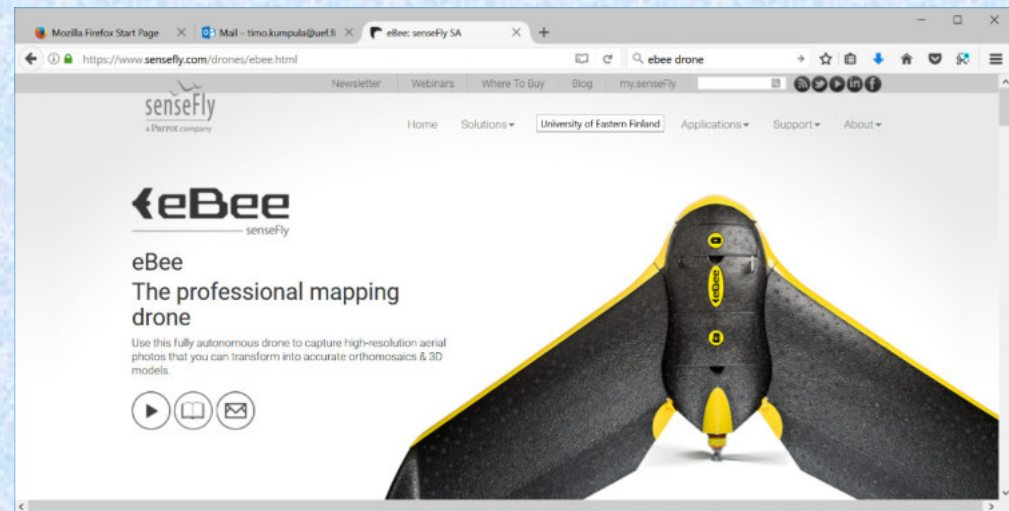 Mozilla Firefox Start Page
Mail - timo.kumpula@uef.fi
eBee: senseFly SA
https://www.sensefly.com/drones/ebee.html
ebee drone
Newsletter Webinars Where To Buy Blog my.senseFly
senseFly
a Parrot company
Home Solutions University of Eastern Finland Applications Support About
eBee
senseFly
eBee
The professional mapping
drone
Use this fully autonomous drone to capture high-resolution aerial
photos that you can transform into accurate orthomosaics & 3D
models.
eBee